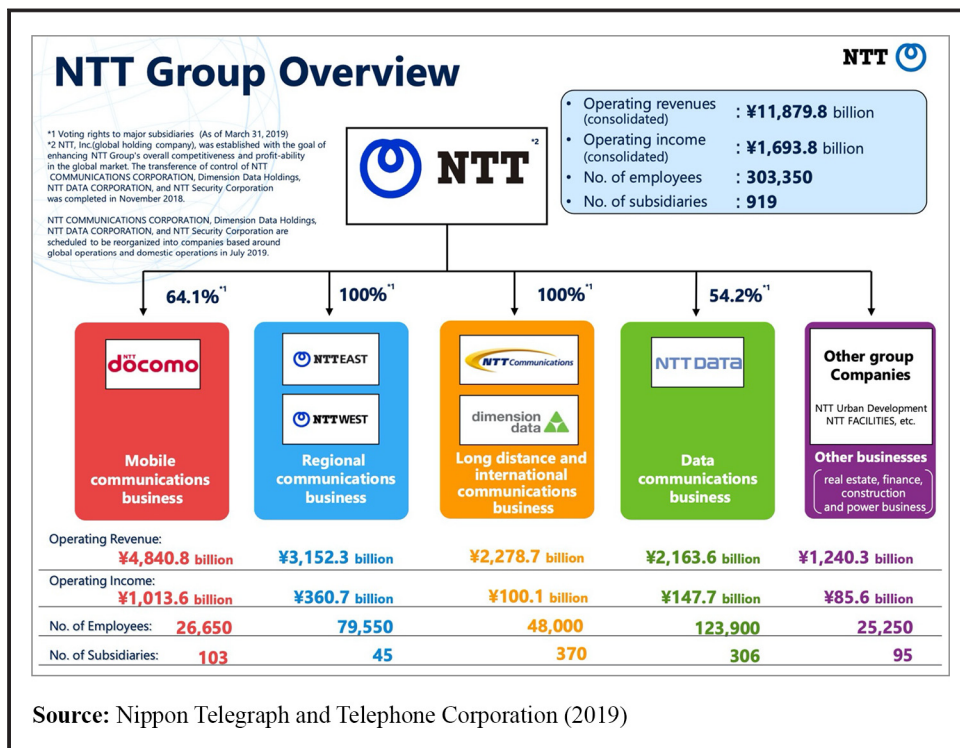 NTT Group Overview
NTT
*1 Voting rights to major subsidiaries (As of March 31, 2019)
*2 NTT, Inc.(global holding company), was established with the goal of
enhancing NTT Group's overall competitiveness and profit-ability
in the global market. The transference of control of NTT
COMMUNICATIONS CORPORATION, Dimension Data Holdings,
NTT DATA CORPORATION, and NTT Security Corporation
was completed in November 2018.
NTT COMMUNICATIONS CORPORATION, Dimension Data Holdings,
NTT DATA CORPORATION, and NTT Security Corporation are
scheduled to be reorganized into companies based around
global operations and domestic operations in July 2019.
NTT *2
• Operating revenues : ¥11,879.8 billion
(consolidated)
• Operating income : ¥1,693.8 billion
(consolidated)
• No. of employees : 303,350
• No. of subsidiaries : 919
64.1%*1 100%*1 100%*1 54.2%*1
NTT
döcomo
Mobile
communications
business
NTT EAST
NTT WEST
Regional
communications
business
NTT Communications
dimension
data
Long distance and
international
communications
business
NTT DATA
Data
communications
business
Other group
Companies
NTT Urban Development
NTT FACILITIES, etc.
Other businesses
real estate, finance,
construction
and power business
Operating Revenue:
¥4,840.8 billion ¥3,152.3 billion ¥2,278.7 billion ¥2,163.6 billion ¥1,240.3 billion
Operating Income:
¥1,013.6 billion ¥360.7 billion ¥100.1 billion ¥147.7 billion ¥85.6 billion
No. of Employees: 26,650 79,550 48,000 123,900 25,250
No. of Subsidiaries: 103 45 370 306 95
Source: Nippon Telegraph and Telephone Corporation (2019)